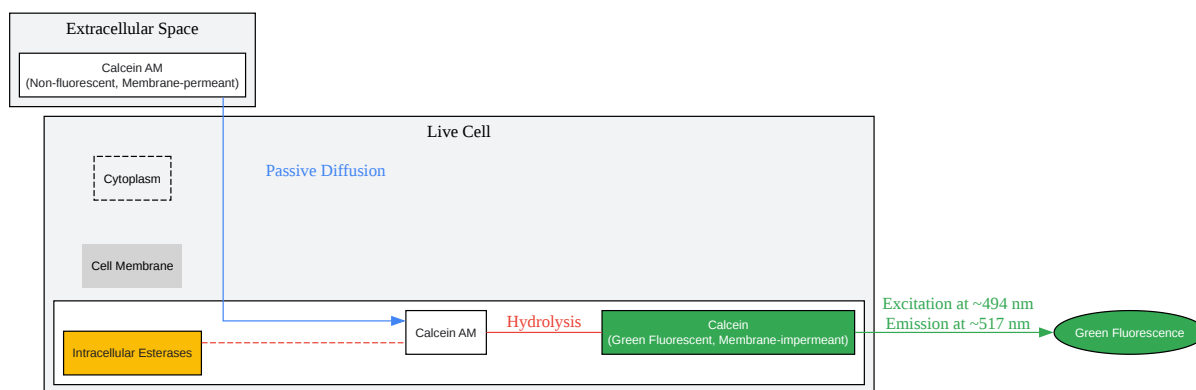 Extracellular Space
Calcein AM
(Non-fluorescent, Membrane-permeant)
Live Cell
Passive Diffusion
Cytoplasm
Cell Membrane
Intracellular Esterases
Calcein AM
Hydrolysis
Calcein
(Green Fluorescent, Membrane-impermeant)
Excitation at ~494 nm
Emission at ~517 nm
Green Fluorescence